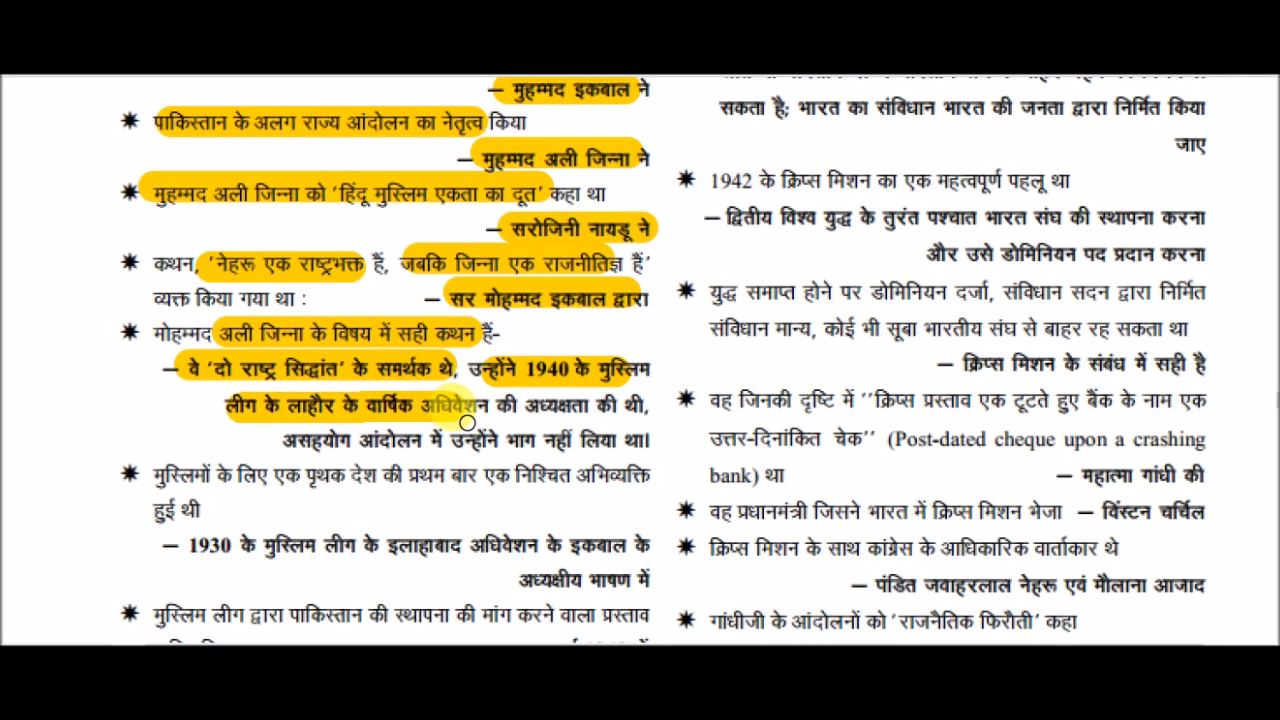 – मुहम्मद इकबाल ने
✷ पाकिस्तान के अलग राज्य आंदोलन का नेतृत्व किया
– मुहम्मद अली जिन्ना ने
✷ मुहम्मद अली जिन्ना को 'हिंदू मुस्लिम एकता का दूत' कहा था
– सरोजिनी नायडू ने
✷ कथन, 'नेहरू एक राष्ट्रभक्त हैं, जबकि जिन्ना एक राजनीतिज्ञ हैं'
व्यक्त किया गया था : – सर मोहम्मद इकबाल द्वारा
✷ मोहम्मद अली जिन्ना के विषय में सही कथन हैं-
– वे 'दो राष्ट्र सिद्धांत' के समर्थक थे, उन्होंने 1940 के मुस्लिम
लीग के लाहौर के वार्षिक अधिवेशन की अध्यक्षता की थी,
असहयोग आंदोलन में उन्होंने भाग नहीं लिया था।
✷ मुस्लिमों के लिए एक पृथक देश की प्रथम बार एक निश्चित अभिव्यक्ति
हुई थी
– 1930 के मुस्लिम लीग के इलाहाबाद अधिवेशन के इकबाल के
अध्यक्षीय भाषण में
✷ मुस्लिम लीग द्वारा पाकिस्तान की स्थापना की मांग करने वाला प्रस्ताव
सकता है; भारत का संविधान भारत की जनता द्वारा निर्मित किया
जाए
✷ 1942 के क्रिप्स मिशन का एक महत्वपूर्ण पहलू था
– द्वितीय विश्व युद्ध के तुरंत पश्चात भारत संघ की स्थापना करना
और उसे डोमिनियन पद प्रदान करना
✷ युद्ध समाप्त होने पर डोमिनियन दर्जा, संविधान सदन द्वारा निर्मित
संविधान मान्य, कोई भी सूबा भारतीय संघ से बाहर रह सकता था
– क्रिप्स मिशन के संबंध में सही है
✷ वह जिनकी दृष्टि में ''क्रिप्स प्रस्ताव एक टूटते हुए बैंक के नाम एक
उत्तर-दिनांकित चेक'' (Post-dated cheque upon a crashing
bank) था – महात्मा गांधी की
✷ वह प्रधानमंत्री जिसने भारत में क्रिप्स मिशन भेजा – विंस्टन चर्चिल
✷ क्रिप्स मिशन के साथ कांग्रेस के आधिकारिक वार्ताकार थे
– पंडित जवाहरलाल नेहरू एवं मौलाना आजाद
✷ गांधीजी के आंदोलनों को 'राजनैतिक फिरौती' कहा